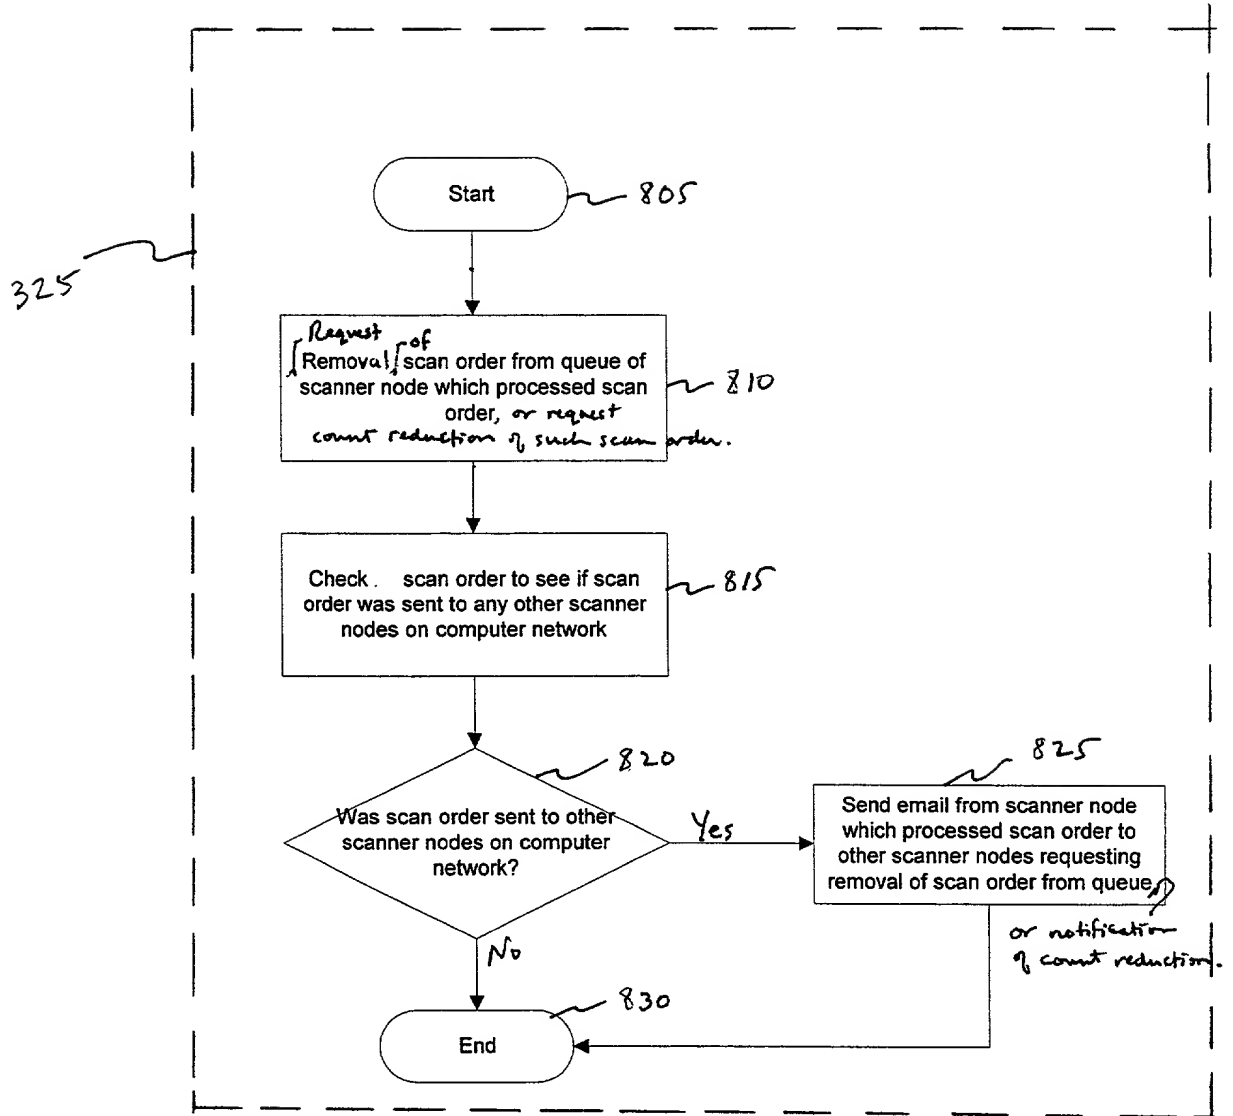 Start
805
325
Request
of
Removal scan order from queue of
scanner node which processed scan
order, or request
count reduction of such scan order.
810
Check. scan order to see if scan
order was sent to any other scanner
nodes on computer network
815
820
Was scan order sent to other
scanner nodes on computer
network?
Yes
825
Send email from scanner node
which processed scan order to
other scanner nodes requesting
removal of scan order from queue
or notification
of count reduction.
No
830
End